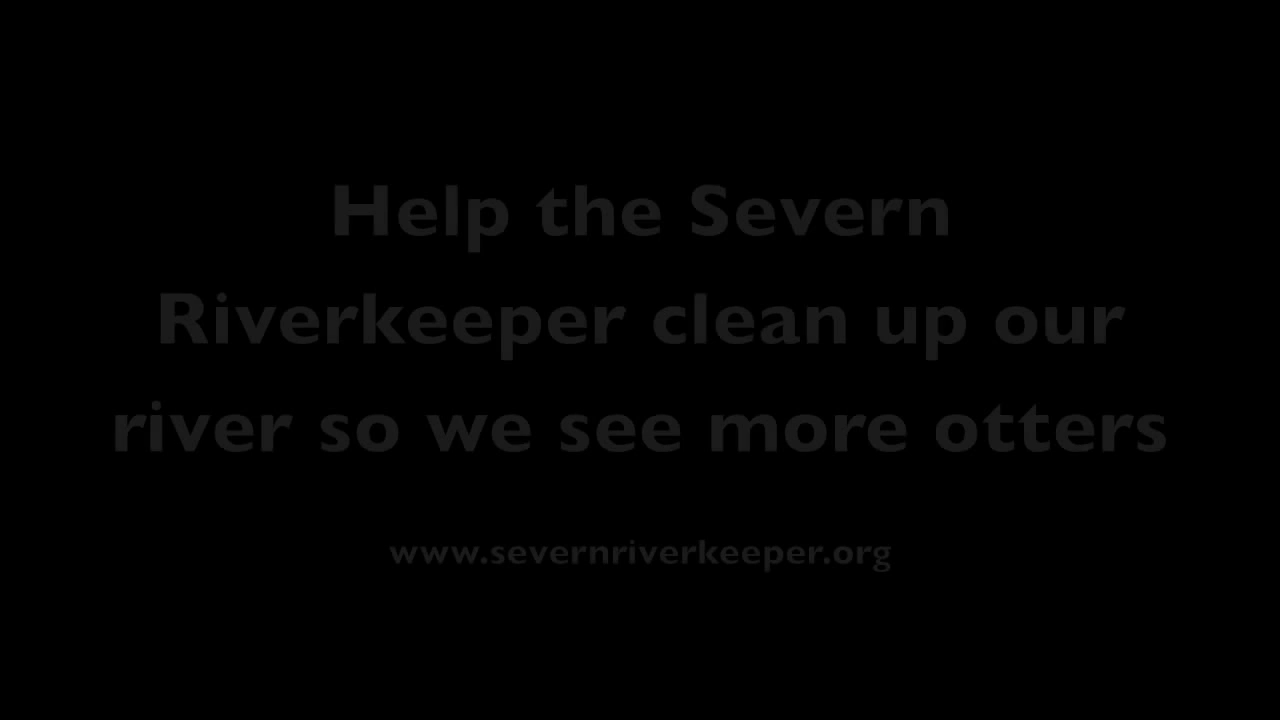 Help the Severn
Riverkeeper clean up our
river so we see more otters
www.severnriverkeeper.org